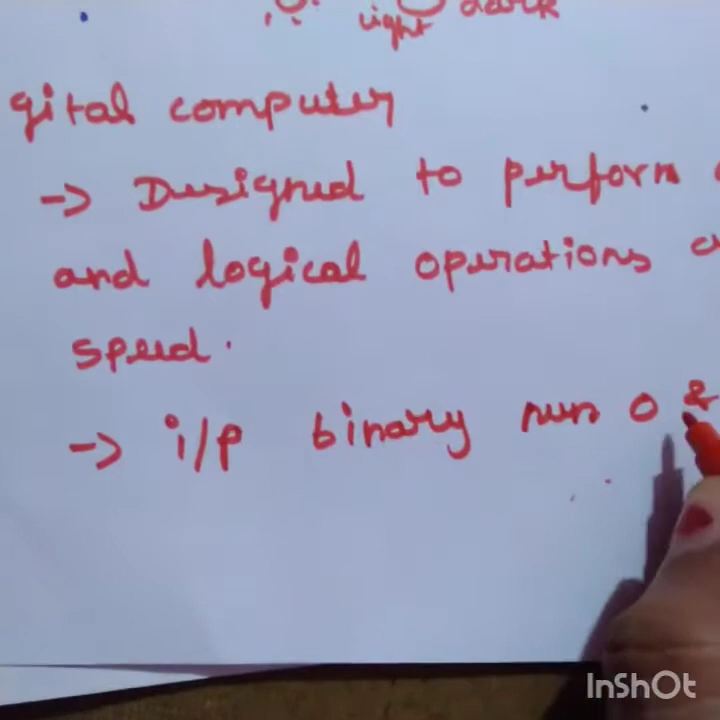 light dark
gital computer
-> Designed to perform
and logical operations
speed.
-> i/p binary num 0 &
InShOt